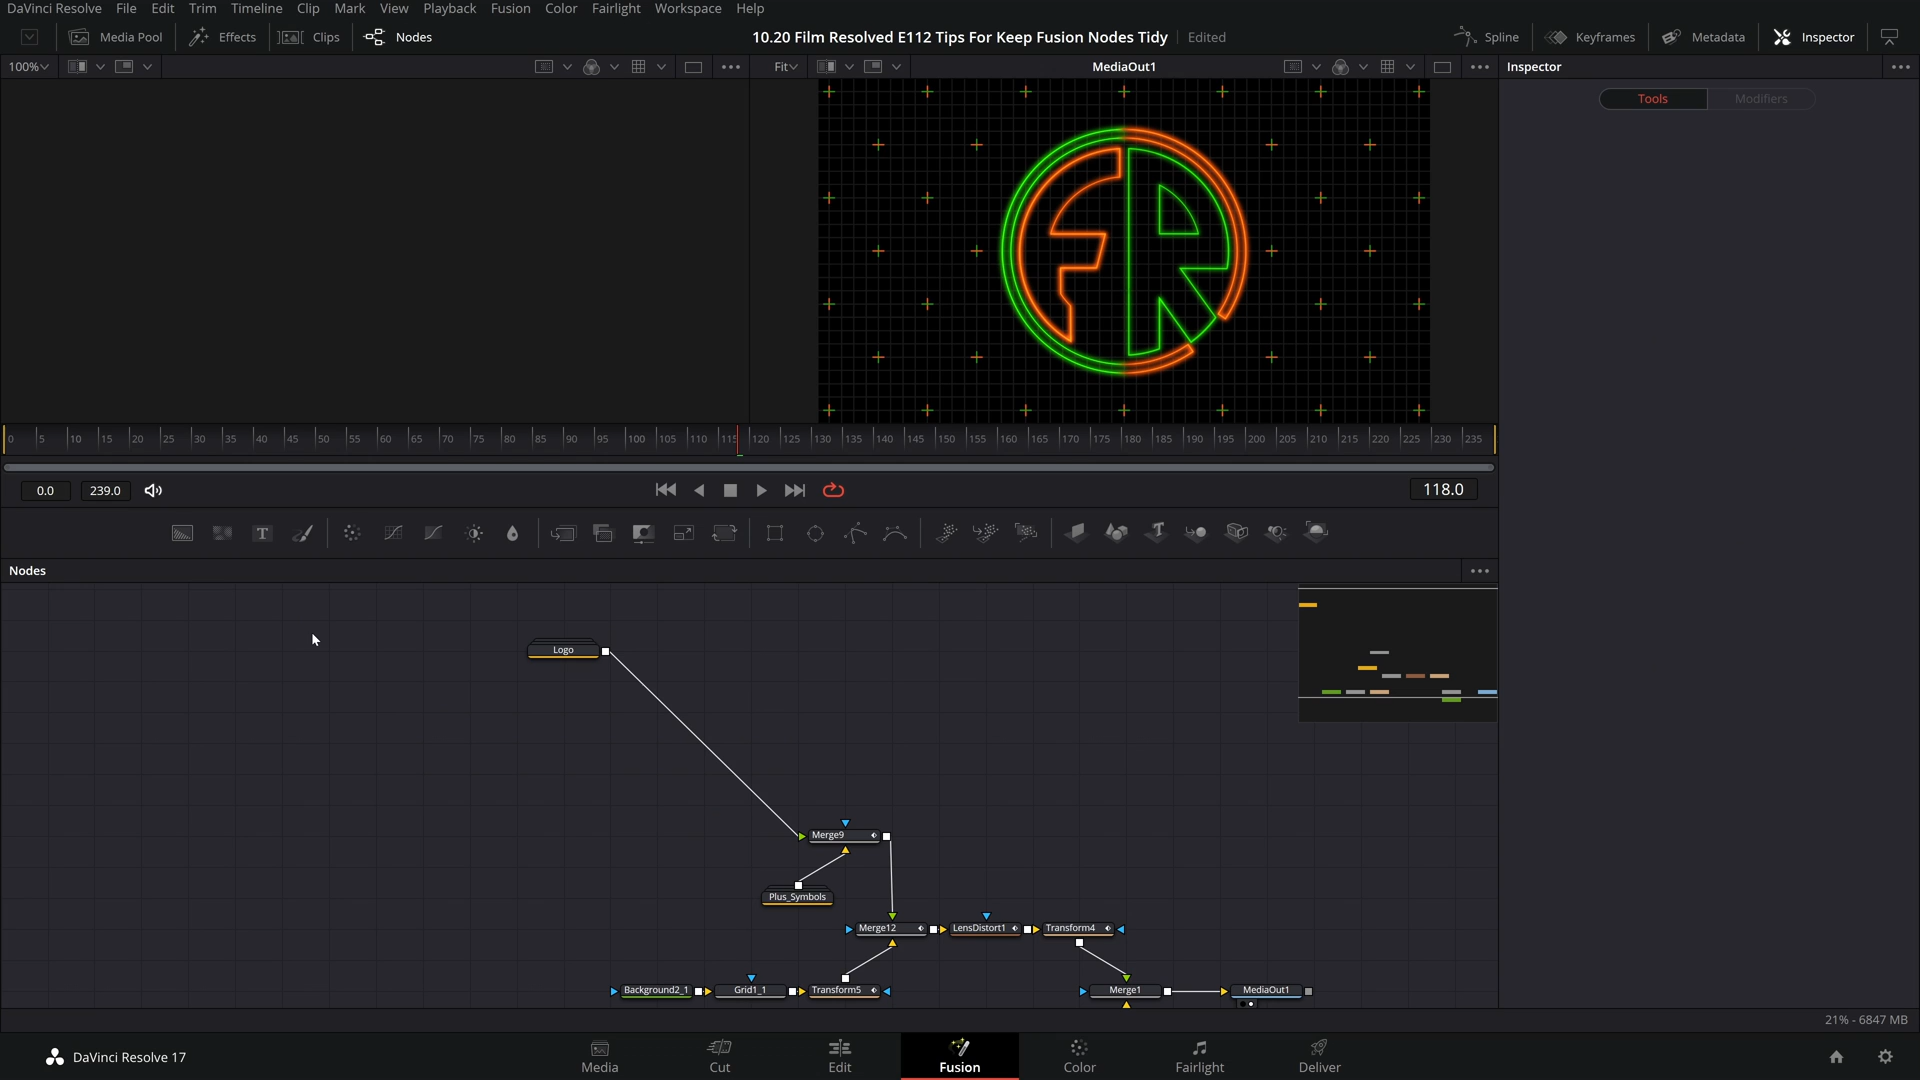 DaVinci Resolve File Edit Trim Timeline Clip Mark View Playback Fusion Color Fairlight Workspace Help
Media Pool Effects Clips Nodes 10.20 Film Resolved E112 Tips For Keep Fusion Nodes Tidy Edited Spline Keyframes Metadata Inspector
100% Fit MediaOut1 Inspector
Tools Modifiers
FR
0 5 10 15 20 25 30 35 40 45 50 55 60 65 70 75 80 85 90 95 100 105 110 115 120 125 130 135 140 145 150 155 160 165 170 175 180 185 190 195 200 205 210 215 220 225 230 235
0.0 239.0 118.0
Nodes
Logo
Merge9
Plus_Symbols
Merge12 LensDistort1 Transform4
Background2_1 Grid1_1 Transform5 Merge1 MediaOut1
21% - 6847 MB
DaVinci Resolve 17 Media Cut Edit Fusion Color Fairlight Deliver